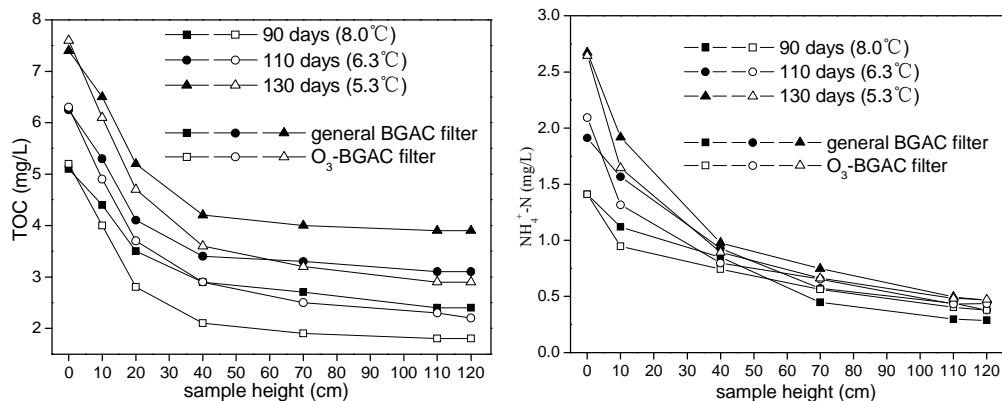 8
7
6
5
4
3
2
TOC (mg/L)
90 days (8.0℃)
110 days (6.3℃)
130 days (5.3℃)
general BGAC filter
O₃-BGAC filter
0 10 20 30 40 50 60 70 80 90 100 110 120
sample height (cm)
3.0
2.5
2.0
1.5
1.0
0.5
0.0
NH₄⁺-N (mg/L)
90 days (8.0℃)
110 days (6.3℃)
130 days (5.3℃)
general BGAC filter
O₃-BGAC filter
0 10 20 30 40 50 60 70 80 90 100 110 120
sample height (cm)